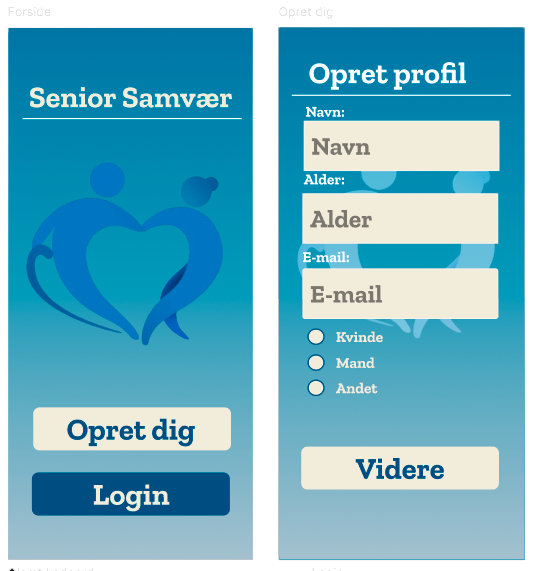 Forside
Senior Samvær
Opret dig
Login
Opret dig
Opret profil
Navn:
Navn
Alder:
Alder
E-mail:
E-mail
Kvinde
Mand
Andet
Videre